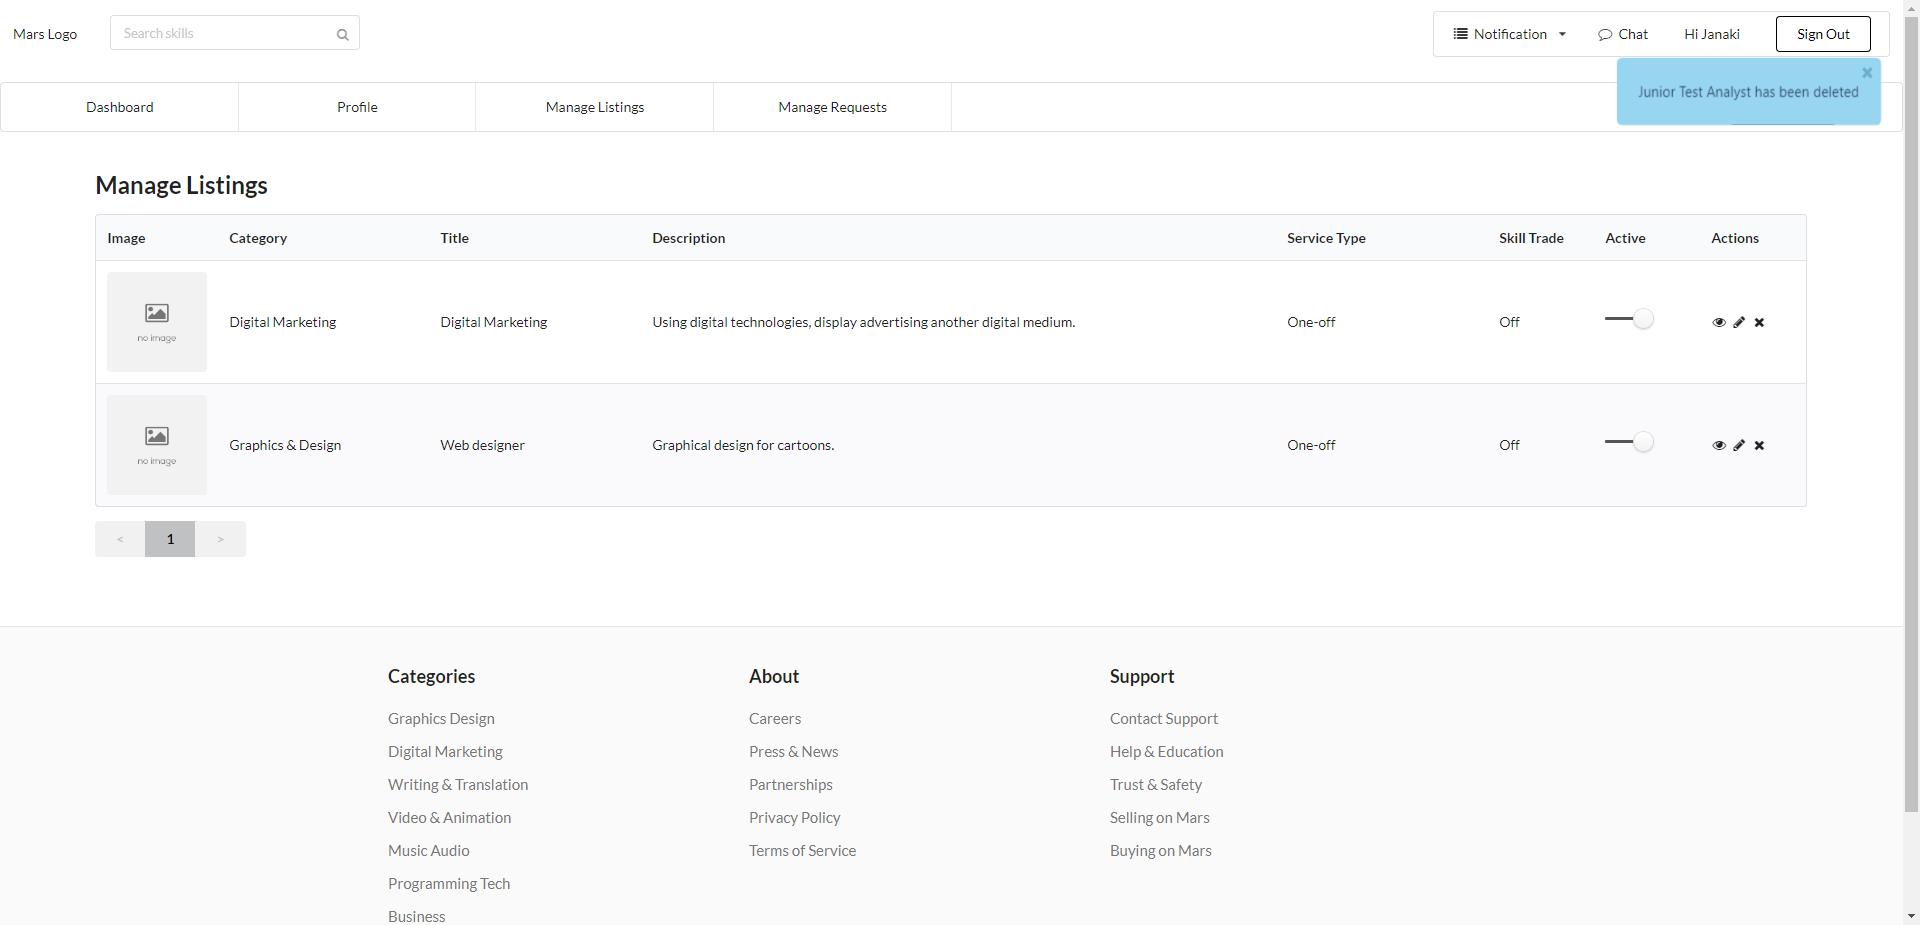 Mars Logo
Search skills
Notification
Chat
Hi Janaki
Sign Out
Junior Test Analyst has been deleted
Dashboard
Profile
Manage Listings
Manage Requests
Manage Listings
Image Category Title Description Service Type Skill Trade Active Actions
no image
Digital Marketing Digital Marketing Using digital technologies, display advertising another digital medium. One-off Off
no image
Graphics & Design Web designer Graphical design for cartoons. One-off Off
< 1 >
Categories
Graphics Design
Digital Marketing
Writing & Translation
Video & Animation
Music Audio
Programming Tech
Business
About
Careers
Press & News
Partnerships
Privacy Policy
Terms of Service
Support
Contact Support
Help & Education
Trust & Safety
Selling on Mars
Buying on Mars